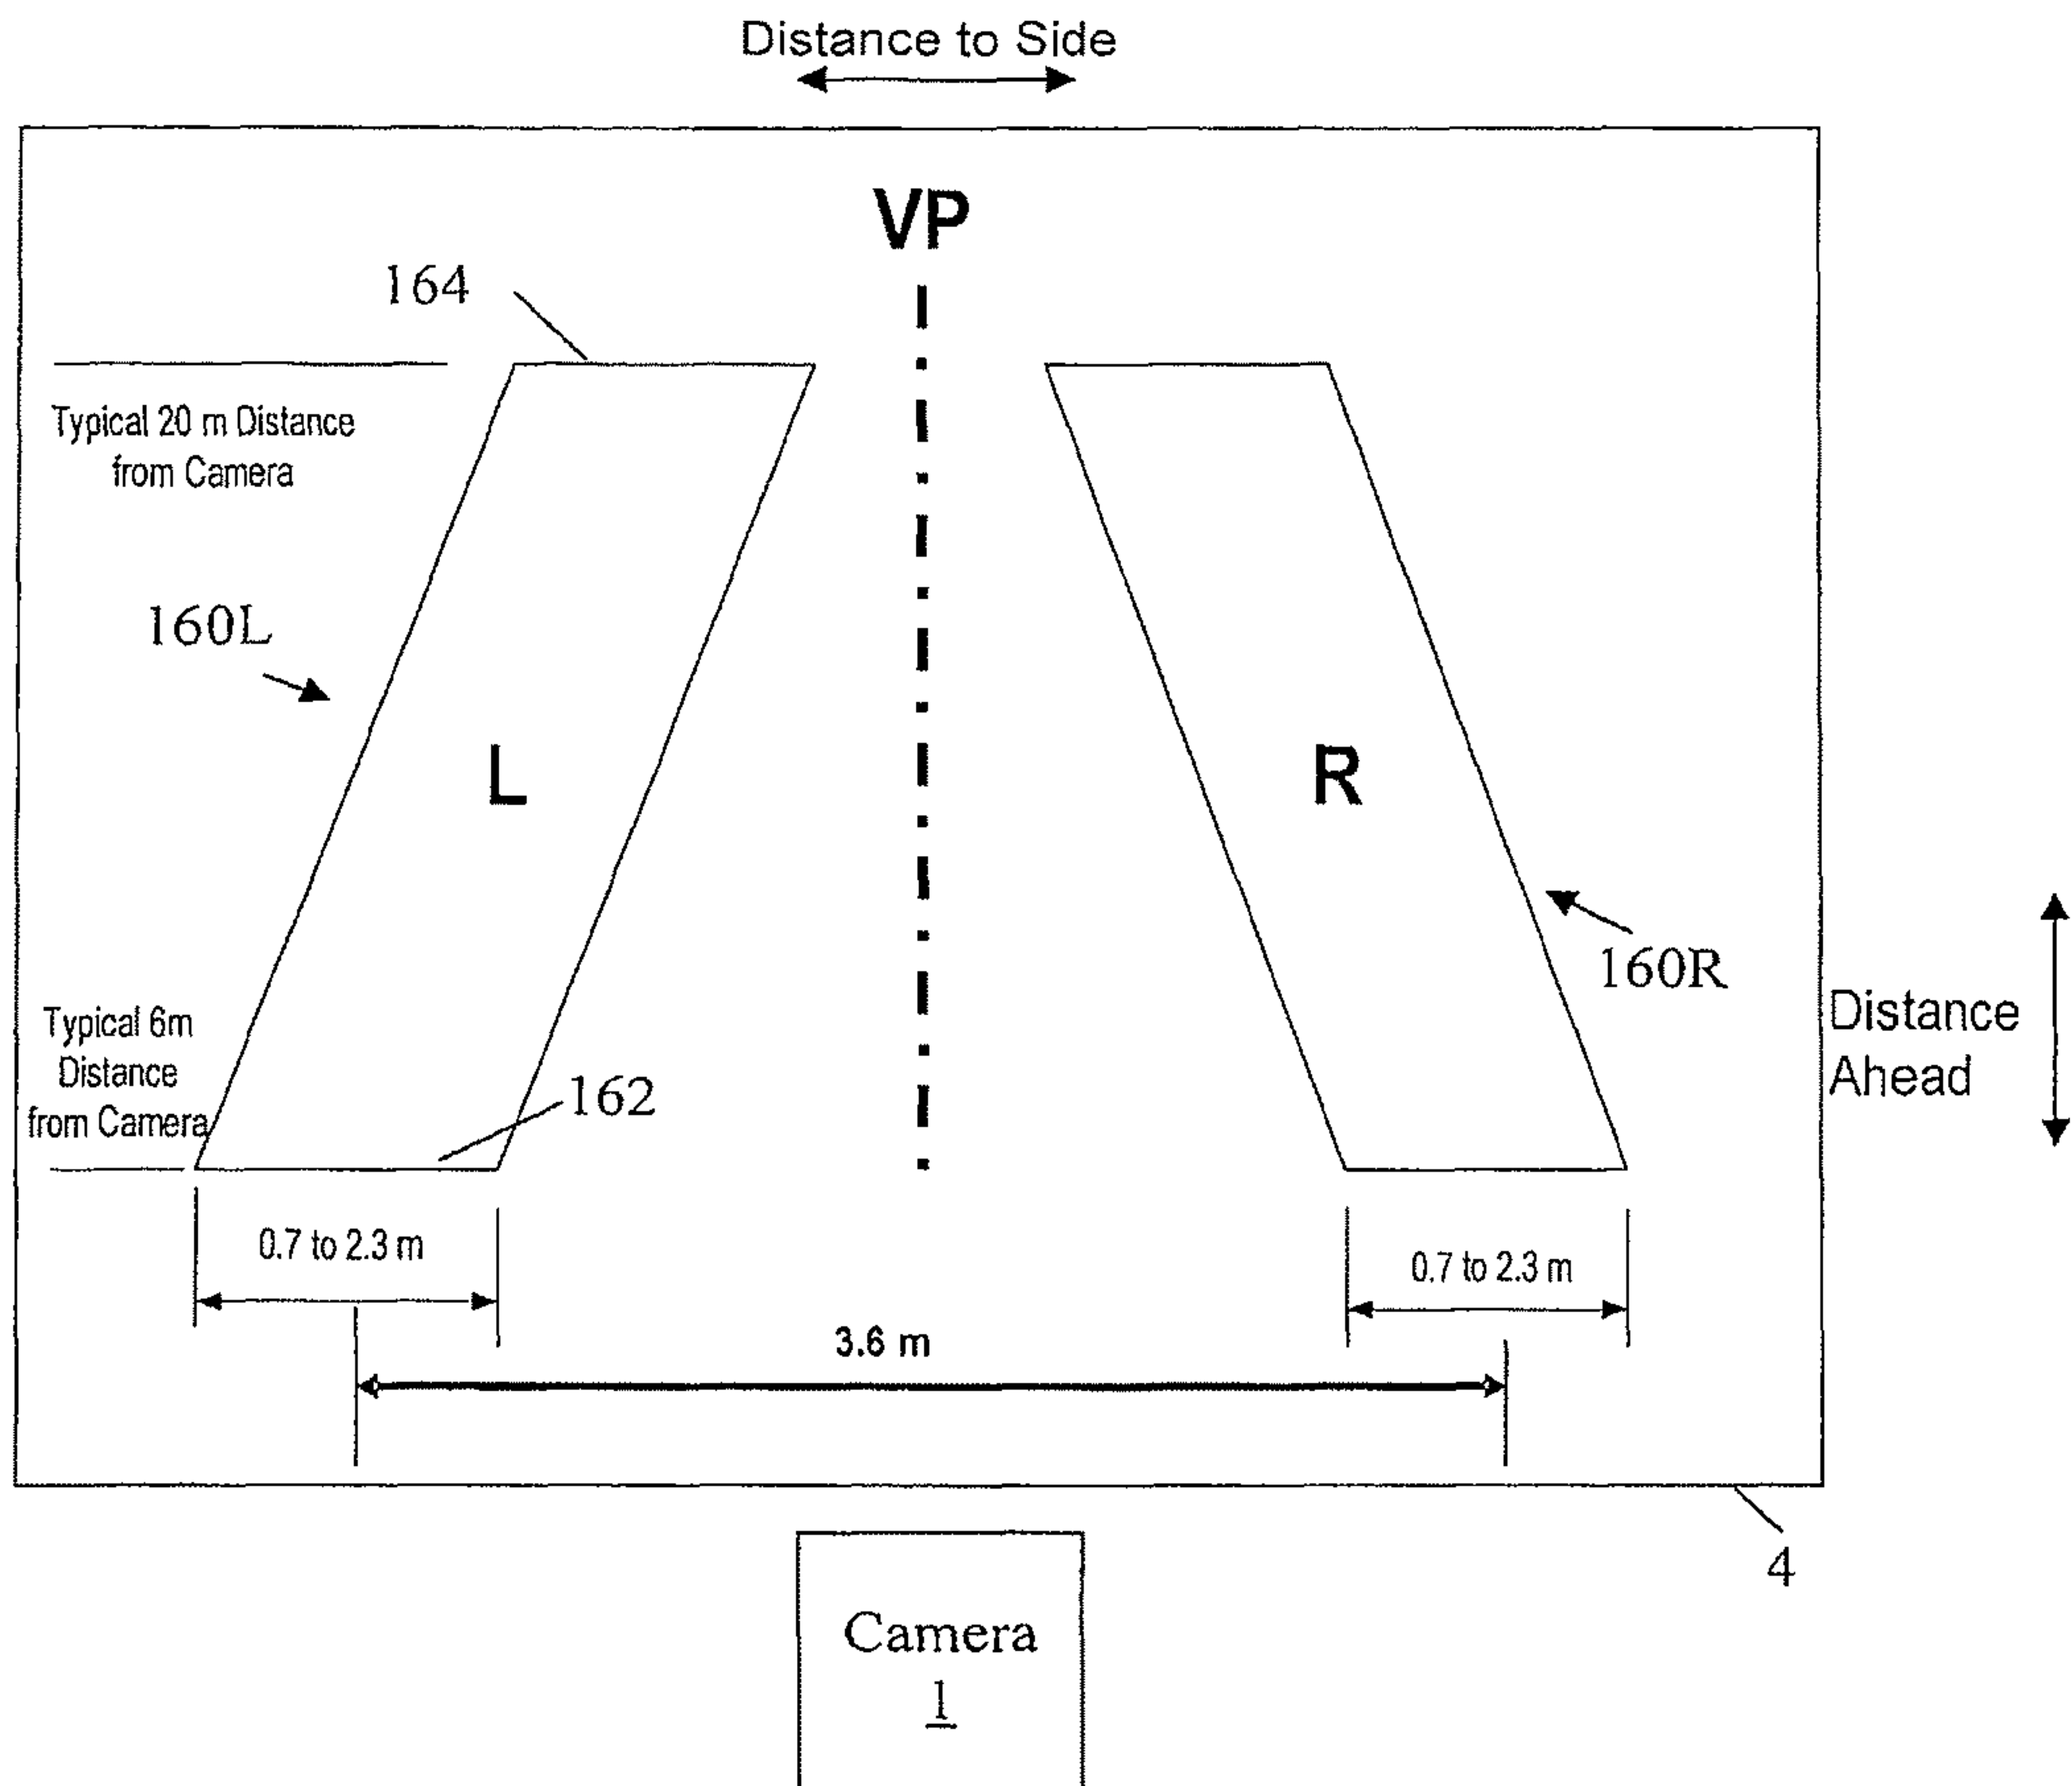 Distance to Side
VP
164
Typical 20 m Distance
from Camera
160L
L
R
160R
Distance
Ahead
Typical 6m
Distance
from Camera
162
0.7 to 2.3 m
0.7 to 2.3 m
3.6 m
4
Camera
1